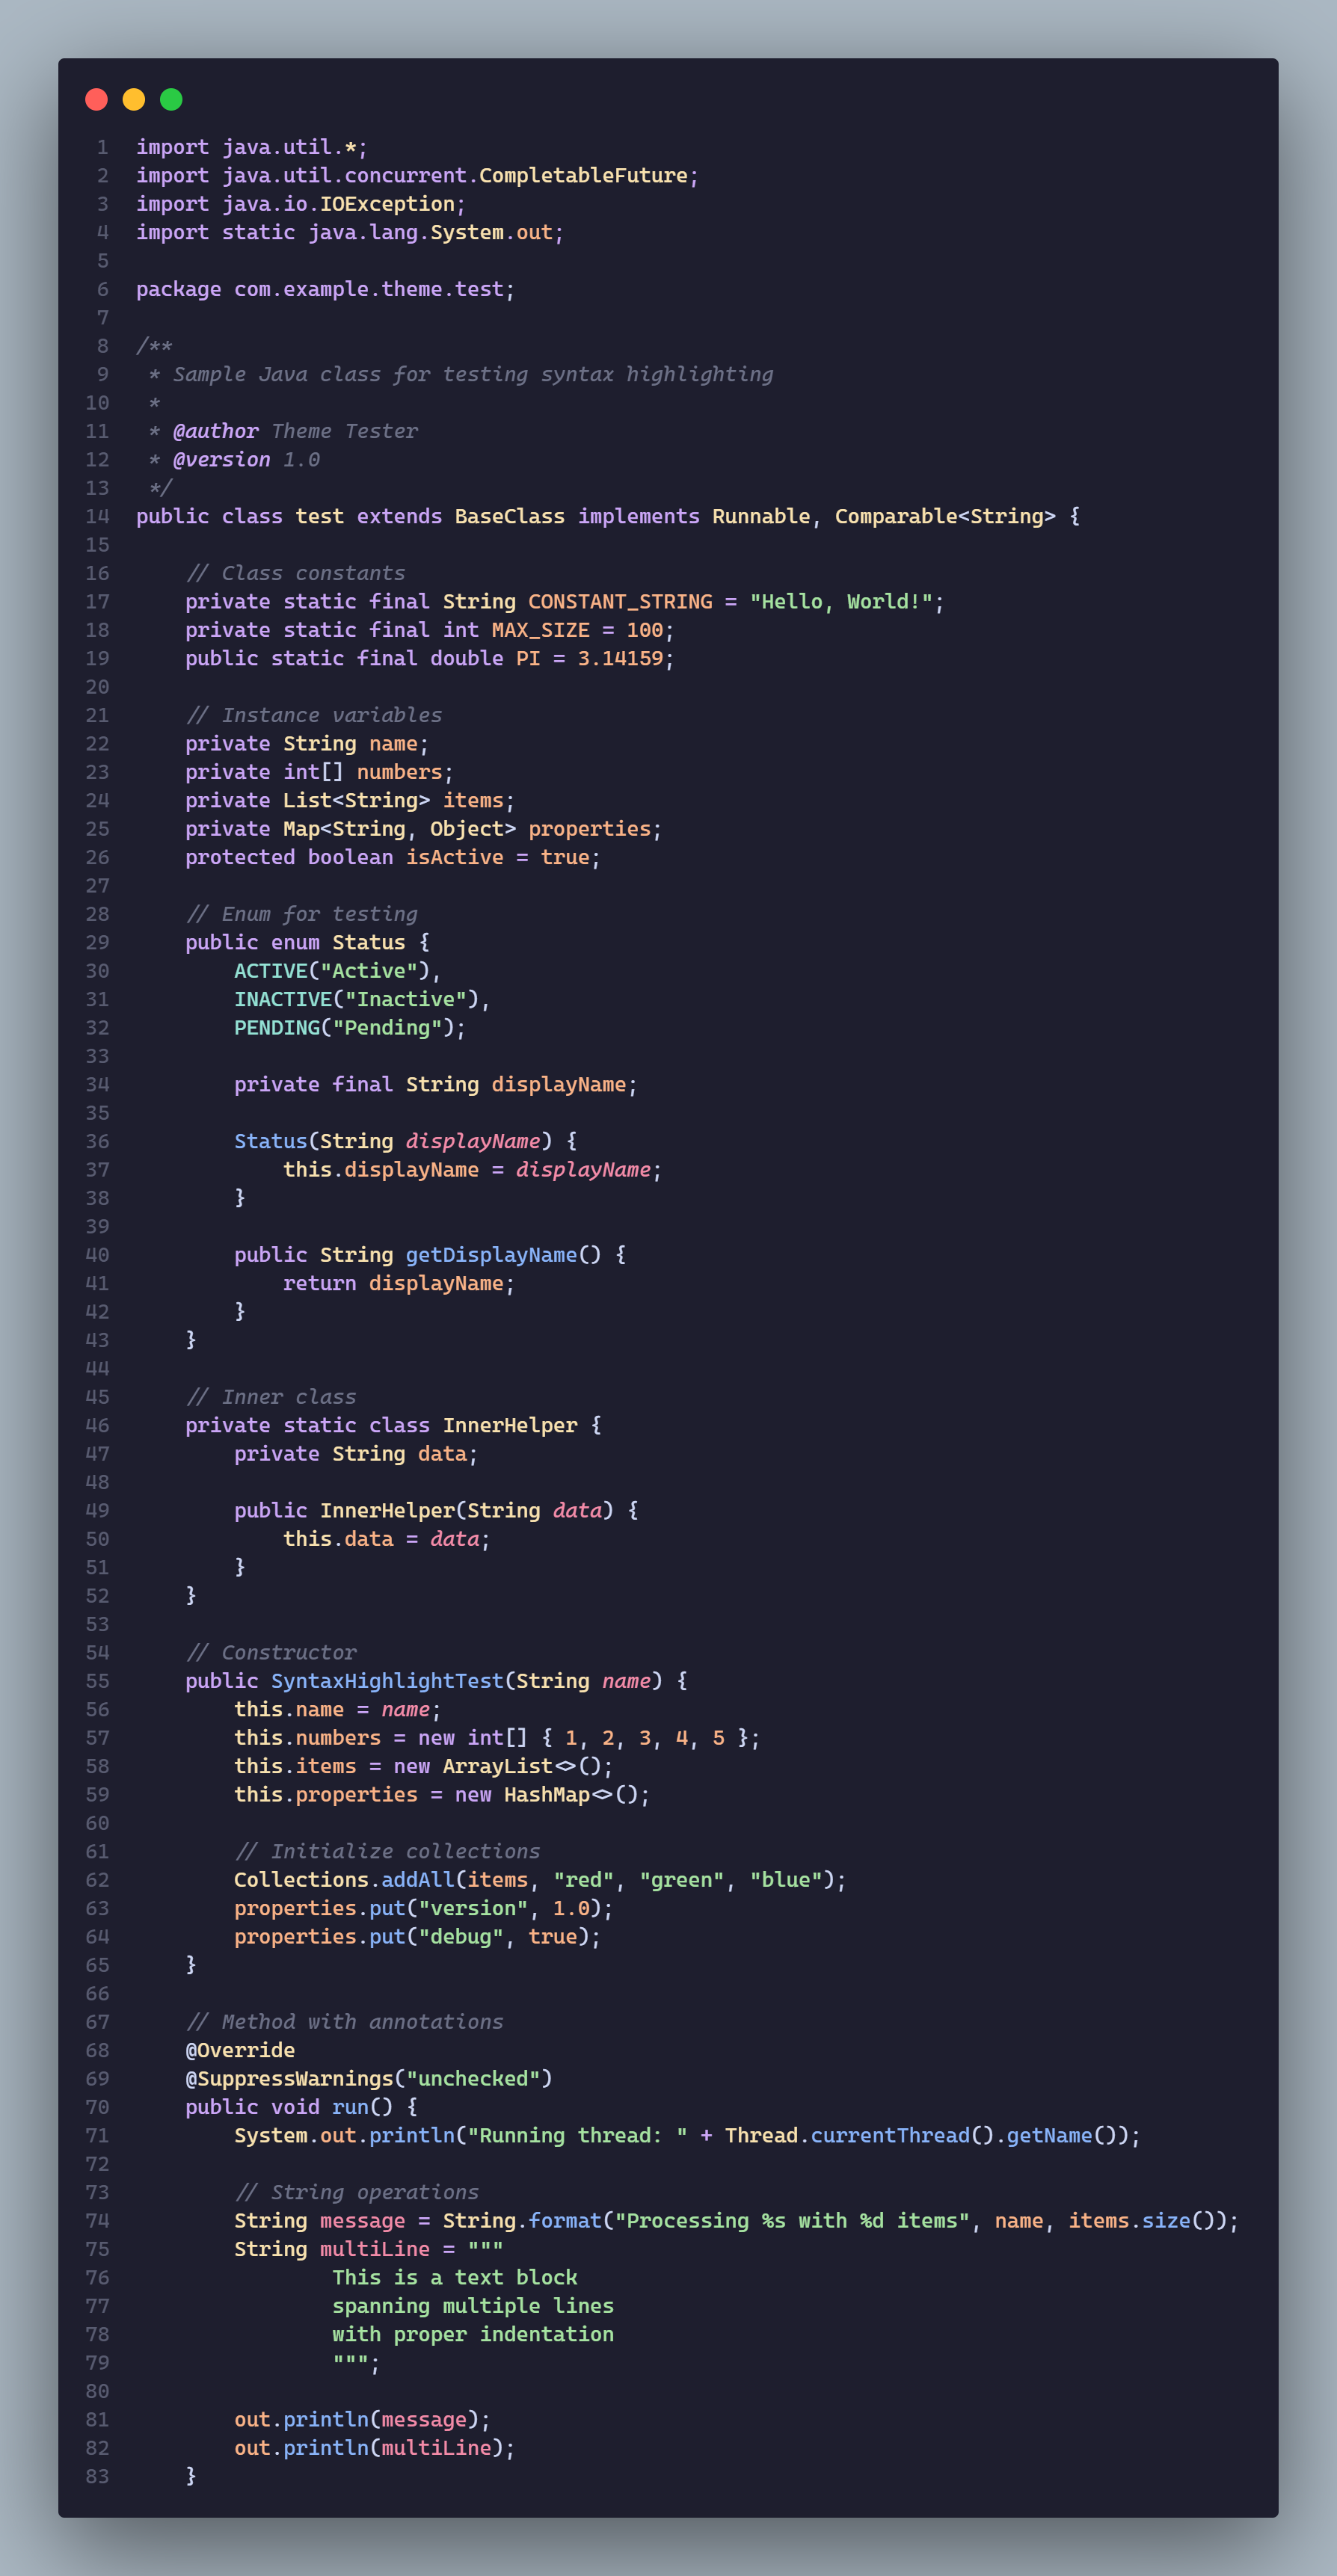 1 import java.util.*;
2 import java.util.concurrent.CompletableFuture;
3 import java.io.IOException;
4 import static java.lang.System.out;
5
6 package com.example.theme.test;
7
8 /**
9  * Sample Java class for testing syntax highlighting
10  *
11  * @author Theme Tester
12  * @version 1.0
13  */
14 public class test extends BaseClass implements Runnable, Comparable<String> {
15
16     // Class constants
17     private static final String CONSTANT_STRING = "Hello, World!";
18     private static final int MAX_SIZE = 100;
19     public static final double PI = 3.14159;
20
21     // Instance variables
22     private String name;
23     private int[] numbers;
24     private List<String> items;
25     private Map<String, Object> properties;
26     protected boolean isActive = true;
27
28     // Enum for testing
29     public enum Status {
30         ACTIVE("Active"),
31         INACTIVE("Inactive"),
32         PENDING("Pending");
33
34         private final String displayName;
35
36         Status(String displayName) {
37             this.displayName = displayName;
38         }
39
40         public String getDisplayName() {
41             return displayName;
42         }
43     }
44
45     // Inner class
46     private static class InnerHelper {
47         private String data;
48
49         public InnerHelper(String data) {
50             this.data = data;
51         }
52     }
53
54     // Constructor
55     public SyntaxHighlightTest(String name) {
56         this.name = name;
57         this.numbers = new int[] { 1, 2, 3, 4, 5 };
58         this.items = new ArrayList<>();
59         this.properties = new HashMap<>();
60
61         // Initialize collections
62         Collections.addAll(items, "red", "green", "blue");
63         properties.put("version", 1.0);
64         properties.put("debug", true);
65     }
66
67     // Method with annotations
68     @Override
69     @SuppressWarnings("unchecked")
70     public void run() {
71         System.out.println("Running thread: " + Thread.currentThread().getName());
72
73         // String operations
74         String message = String.format("Processing %s with %d items", name, items.size());
75         String multiLine = """
76                 This is a text block
77                 spanning multiple lines
78                 with proper indentation
79                 """;
80
81         out.println(message);
82         out.println(multiLine);
83     }